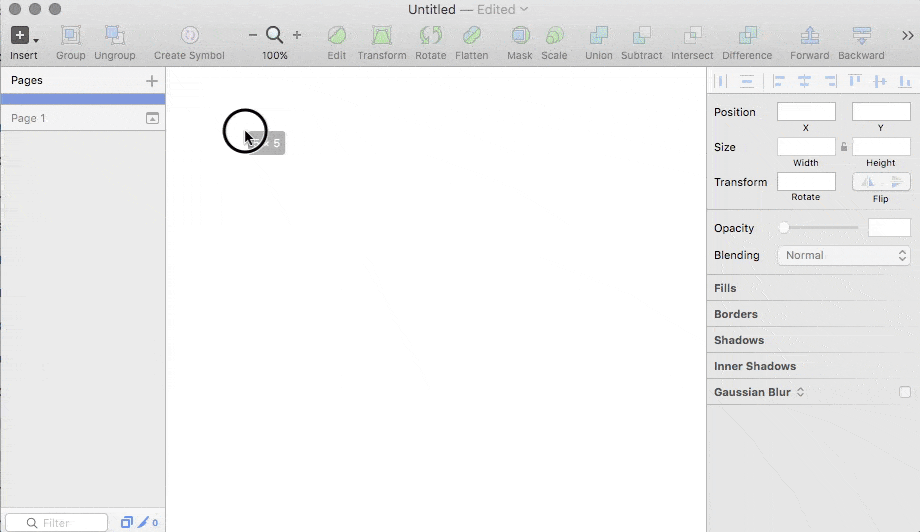 Untitled — Edited
Insert Group Ungroup Create Symbol 100% Edit Transform Rotate Flatten Mask Scale Union Subtract Intersect Difference Forward Backward
Pages
Page 1
× 5
Position
X Y
Size
Width Height
Transform
Rotate Flip
Opacity
Blending Normal
Fills
Borders
Shadows
Inner Shadows
Gaussian Blur
Filter 0